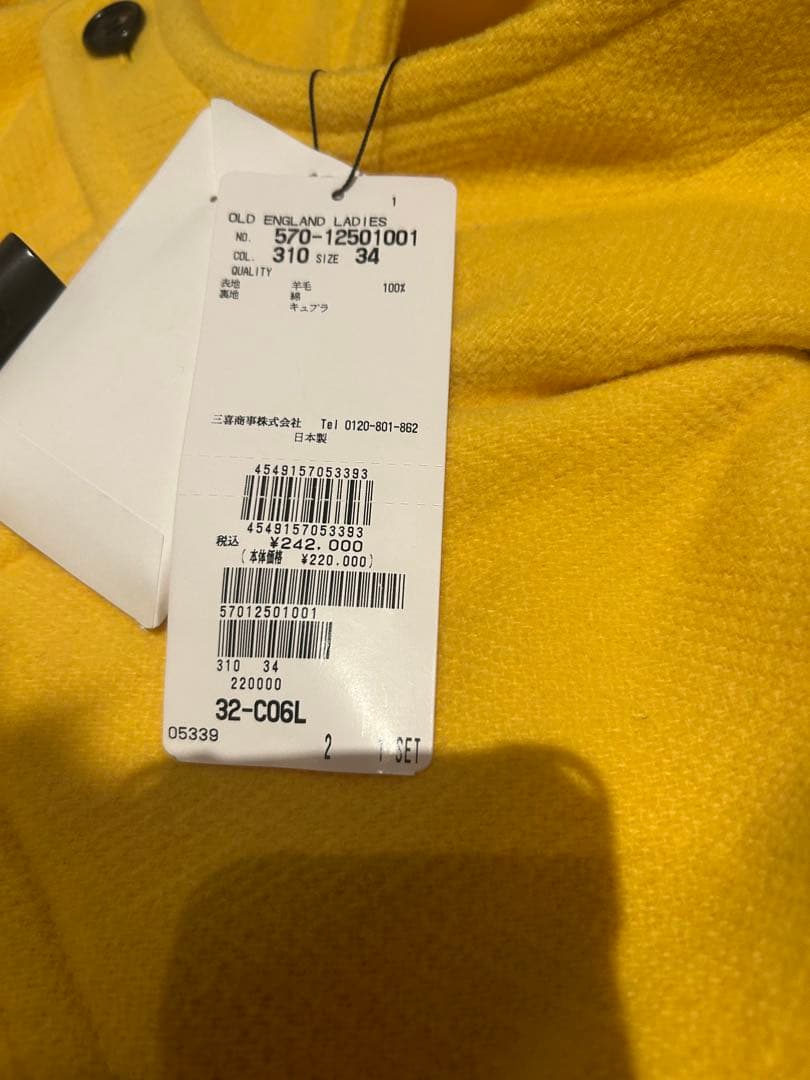 1
OLD ENGLAND LADIES
NO. 570-12501001
COL. 310 SIZE 34
QUALITY
表地 羊毛 100%
裏地 綿
キュプラ
三喜商事株式会社 Tel 0120-801-862
日本製
4549157053393
4549157053393
税込 ¥242.000
(本体価格 ¥220.000)
57012501001
310 34
220000
32-C06L
05339
2 1 SET